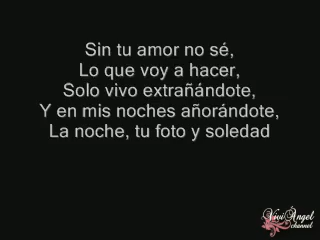 Sin tu amor no sé,
Lo que voy a hacer,
Solo vivo extrañándote,
Y en mis noches añorándote,
La noche, tu foto y soledad
Vivi Angel
channel